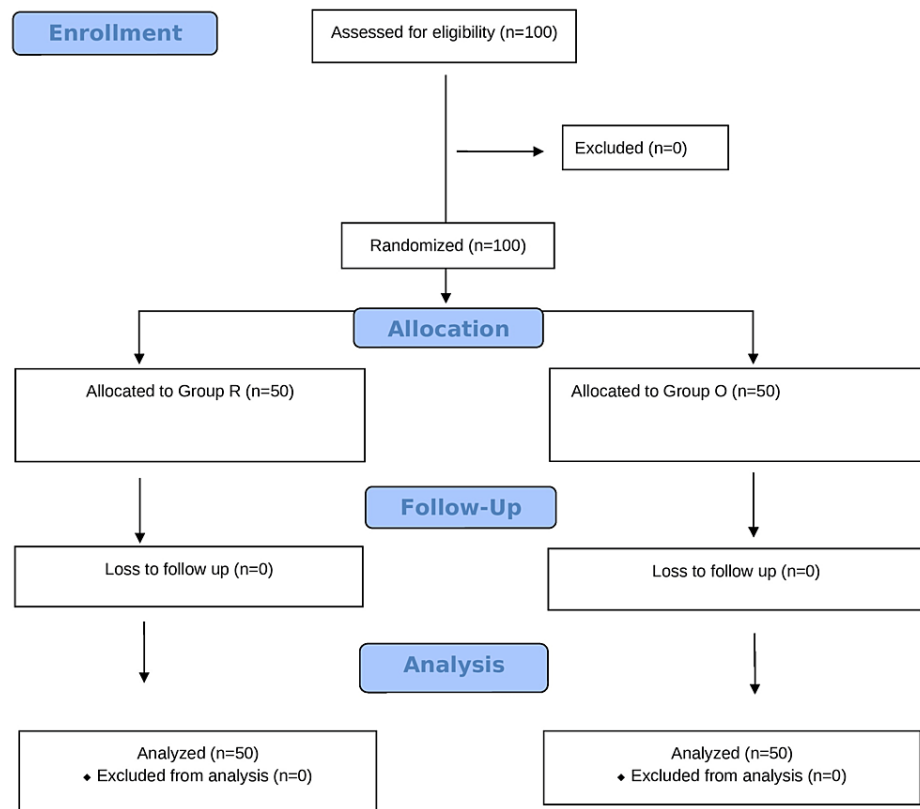 Enrollment
Assessed for eligibility (n=100)
Excluded (n=0)
Randomized (n=100)
Allocation
Allocated to Group R (n=50)
Allocated to Group O (n=50)
Follow-Up
Loss to follow up (n=0)
Loss to follow up (n=0)
Analysis
Analyzed (n=50)
⬥ Excluded from analysis (n=0)
Analyzed (n=50)
⬥ Excluded from analysis (n=0)